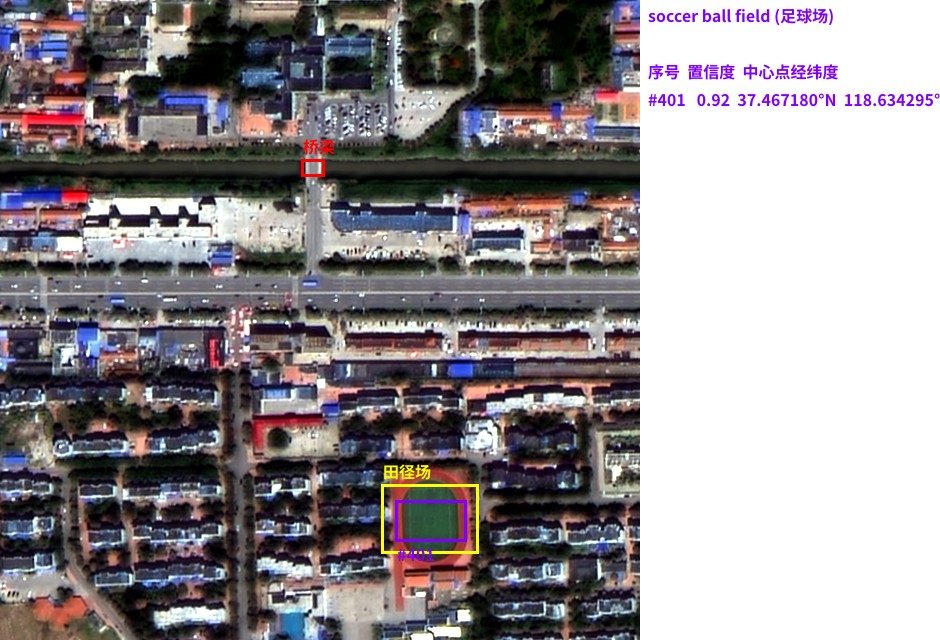 soccer ball field (足球场)
序号 置信度 中心点经纬度
#401 0.92 37.467180°N 118.634295°
桥梁
田径场
#401